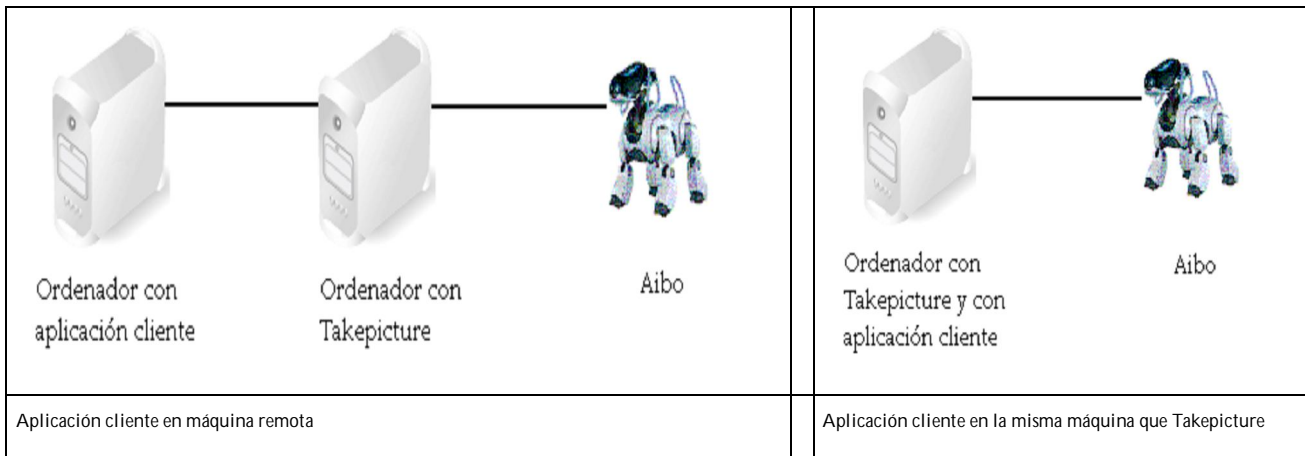 Ordenador con
aplicación cliente
Ordenador con
Takepicture
Aibo
Ordenador con
Takepicture y con
aplicación cliente
Aibo
Aplicación cliente en máquina remota
Aplicación cliente en la misma máquina que Takepicture